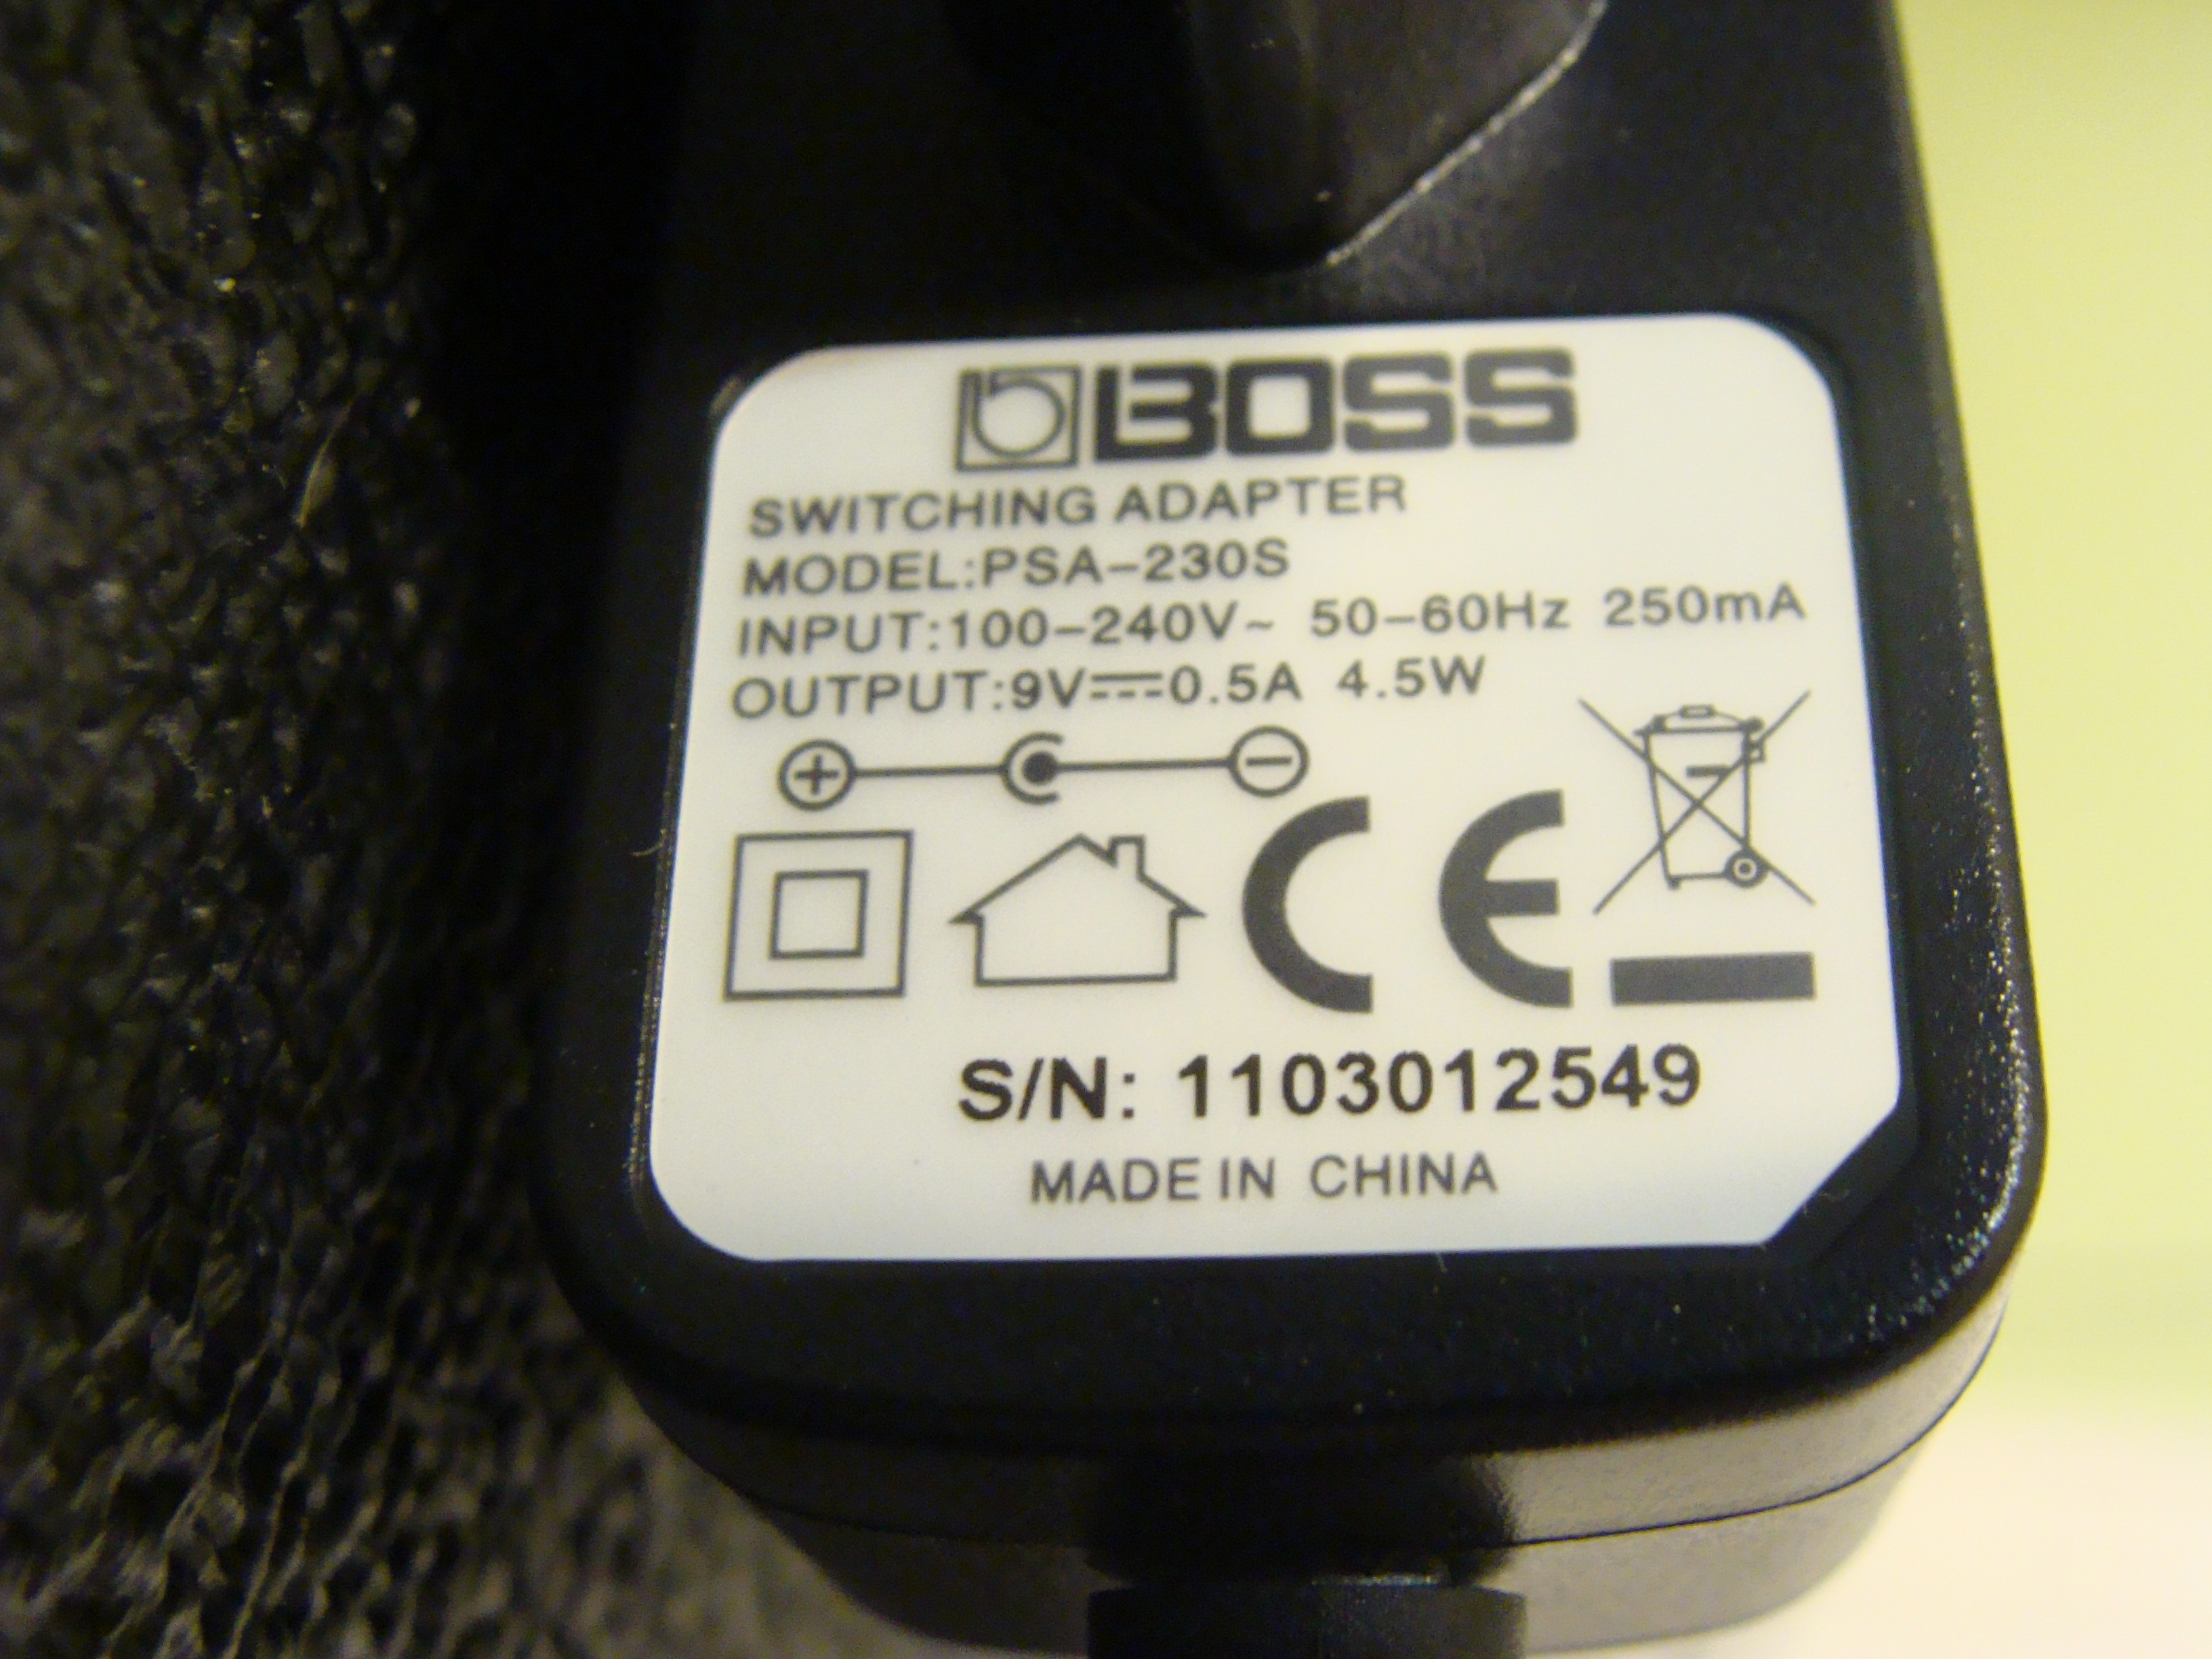 BOSS
SWITCHING ADAPTER
MODEL:PSA-230S
INPUT:100-240V~ 50-60Hz 250mA
OUTPUT:9V⎓0.5A 4.5W
CE
S/N: 1103012549
MADE IN CHINA